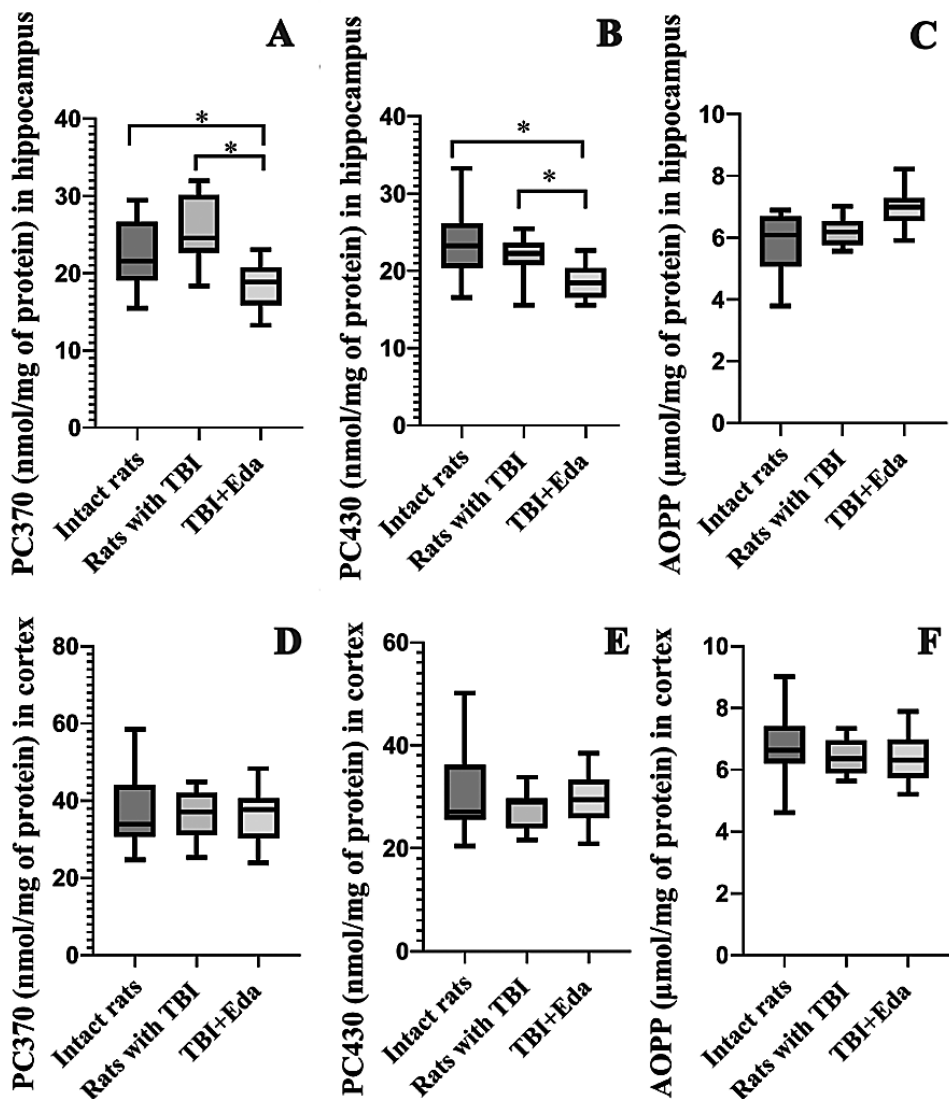 A
PC370 (nmol/mg of protein) in hippocampus
40
30
20
10
0
*
*
Intact rats
Rats with TBI
TBI+Eda
B
PC430 (nmol/mg of protein) in hippocampus
40
30
20
10
0
*
*
Intact rats
Rats with TBI
TBI+Eda
C
AOPP (µmol/mg of protein) in hippocampus
10
8
6
4
2
0
Intact rats
Rats with TBI
TBI+Eda
D
PC370 (nmol/mg of protein) in cortex
80
60
40
20
0
Intact rats
Rats with TBI
TBI+Eda
E
PC430 (nmol/mg of protein) in cortex
60
40
20
0
Intact rats
Rats with TBI
TBI+Eda
F
AOPP (µmol/mg of protein) in cortex
10
8
6
4
2
0
Intact rats
Rats with TBI
TBI+Eda